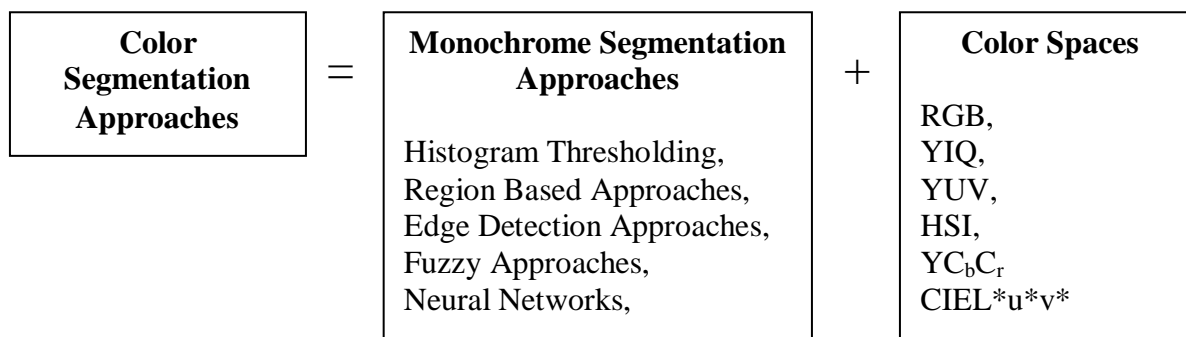 Color
Segmentation
Approaches
=
Monochrome Segmentation
Approaches
Histogram Thresholding,
Region Based Approaches,
Edge Detection Approaches,
Fuzzy Approaches,
Neural Networks,
+
Color Spaces
RGB,
YIQ,
YUV,
HSI,
YCbCr
CIEL*u*v*